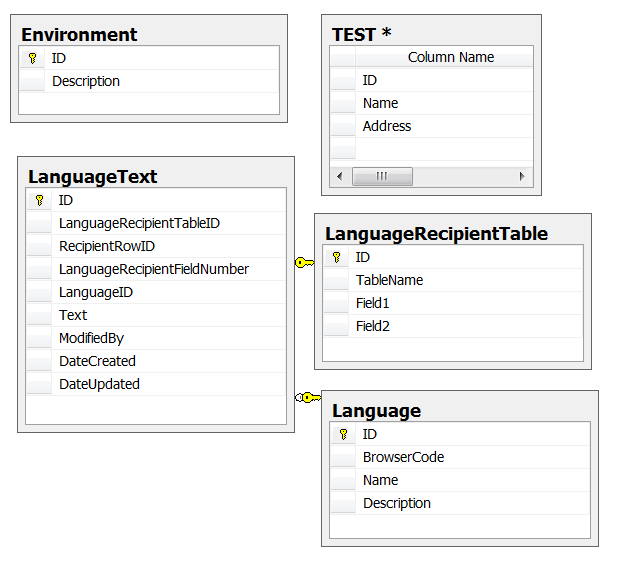 Environment
ID
Description
TEST *
Column Name
ID
Name
Address
LanguageText
ID
LanguageRecipientTableID
RecipientRowID
LanguageRecipientFieldNumber
LanguageID
Text
ModifiedBy
DateCreated
DateUpdated
LanguageRecipientTable
ID
TableName
Field1
Field2
Language
ID
BrowserCode
Name
Description